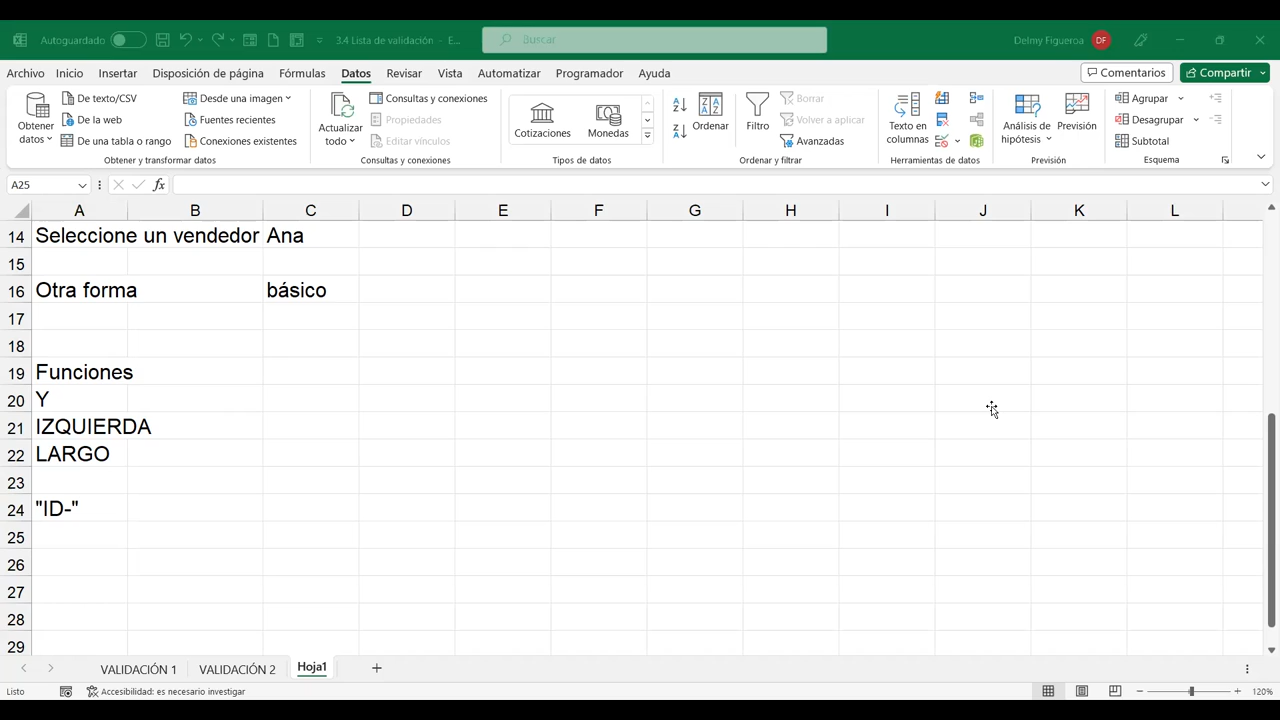 Autoguardado
3.4 Lista de validación - E...
Buscar
Delmy Figueroa DF
Archivo Inicio Insertar Disposición de página Fórmulas Datos Revisar Vista Automatizar Programador Ayuda
Comentarios Compartir
Obtener datos
De texto/CSV
De la web
De una tabla o rango
Desde una imagen
Fuentes recientes
Conexiones existentes
Obtener y transformar datos
Actualizar todo
Consultas y conexiones
Propiedades
Editar vínculos
Consultas y conexiones
Cotizaciones
Monedas
Tipos de datos
Ordenar
Filtro
Borrar
Volver a aplicar
Avanzadas
Ordenar y filtrar
Texto en columnas
Herramientas de datos
Análisis de hipótesis
Previsión
Previsión
Agrupar
Desagrupar
Subtotal
Esquema
A25 fx
A B C D E F G H I J K L
14 Seleccione un vendedor Ana
15
16 Otra forma básico
17
18
19 Funciones
20 Y
21 IZQUIERDA
22 LARGO
23
24 "ID-"
25
26
27
28
29
VALIDACIÓN 1 VALIDACIÓN 2 Hoja1
Listo Accesibilidad: es necesario investigar 120%